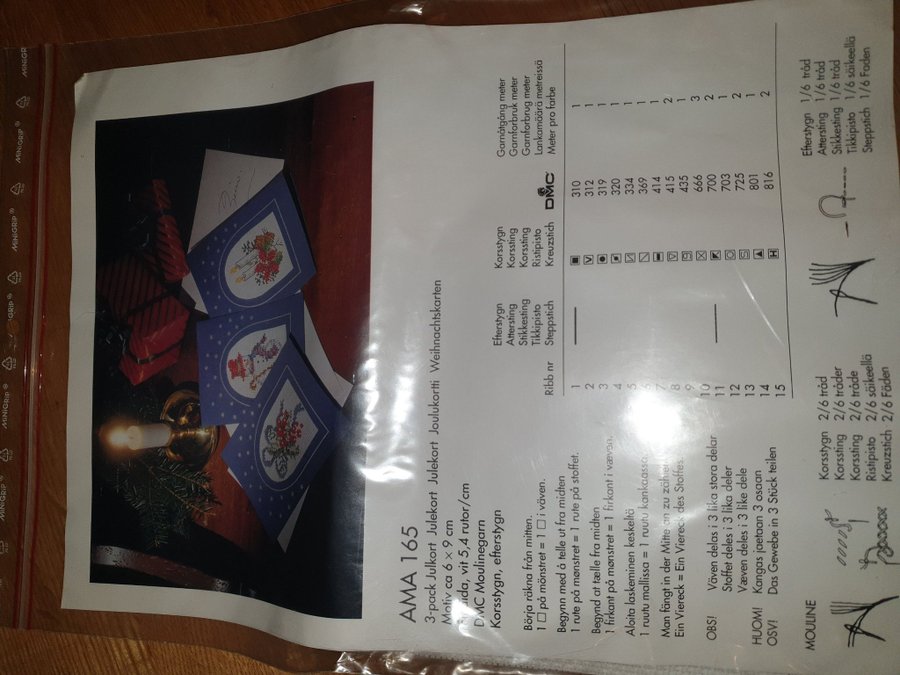 MINIGRIP® MINIGRIP® MINIGRIP® MINIGRIP® MINIGRIP®
AMA 165
3-pack Julkort Julekort Julekort Joulukortti Weihnachtskarten
Motiv ca 6 × 9 cm
vit 5,4 rutor/cm
DMC Moulinegarn
Korsstygn, efterstygn
Börja räkna från mitten.
1 □ på mönstret = 1 □ i väven.
Begynn med å telle ut fra midten
1 rute på mønstret = 1 rute på stoffet.
Begynd at tælle fra midten
1 firkant på mønstret = 1 firkant i væven.
Aloita laskeminen keskeltä
1 ruutu mallissa = 1 ruutu kankaassa
Man fängt in der Mitte an zu zählen
Ein Viereck = Ein Viereck des Stoffes.
OBS! Väven delas i 3 lika stora delar
Stoffet deles i 3 lika deler
Væven deles i 3 like dele
HUOM! Kangas jaetaan 3 osaan
OSV! Das Gewebe in 3 Stück teilen
Ribb nr
Efterstygn
Attersting
Stikkesting
Tikkipisto
Steppstich
Korsstygn
Korssting
Korssting
Ristipisto
Kreuzstich
DMC
Garnåtgång meter
Garnforbruk meter
Garnforbrug meter
Lankamäärä metreissä
Meter pro farbe
1 310 1
2 312 1
3 319 1
4 320 1
5 334 1
6 369 1
7 414 1
8 415 2
9 435 1
10 666 3
11 700 2
12 703 1
13 725 2
14 801 1
15 816 2
MOULINE
Korsstygn 2/6 tråd
Korssting 2/6 tråder
Korssting 2/6 tråde
Ristipisto 2/6 säikeellä
Kreuzstich 2/6 Fäden
Efterstygn 1/6 tråd
Attersting 1/6 tråd
Stikkesting 1/6 tråd
Tikkipisto 1/6 säikeellä
Steppstich 1/6 Faden